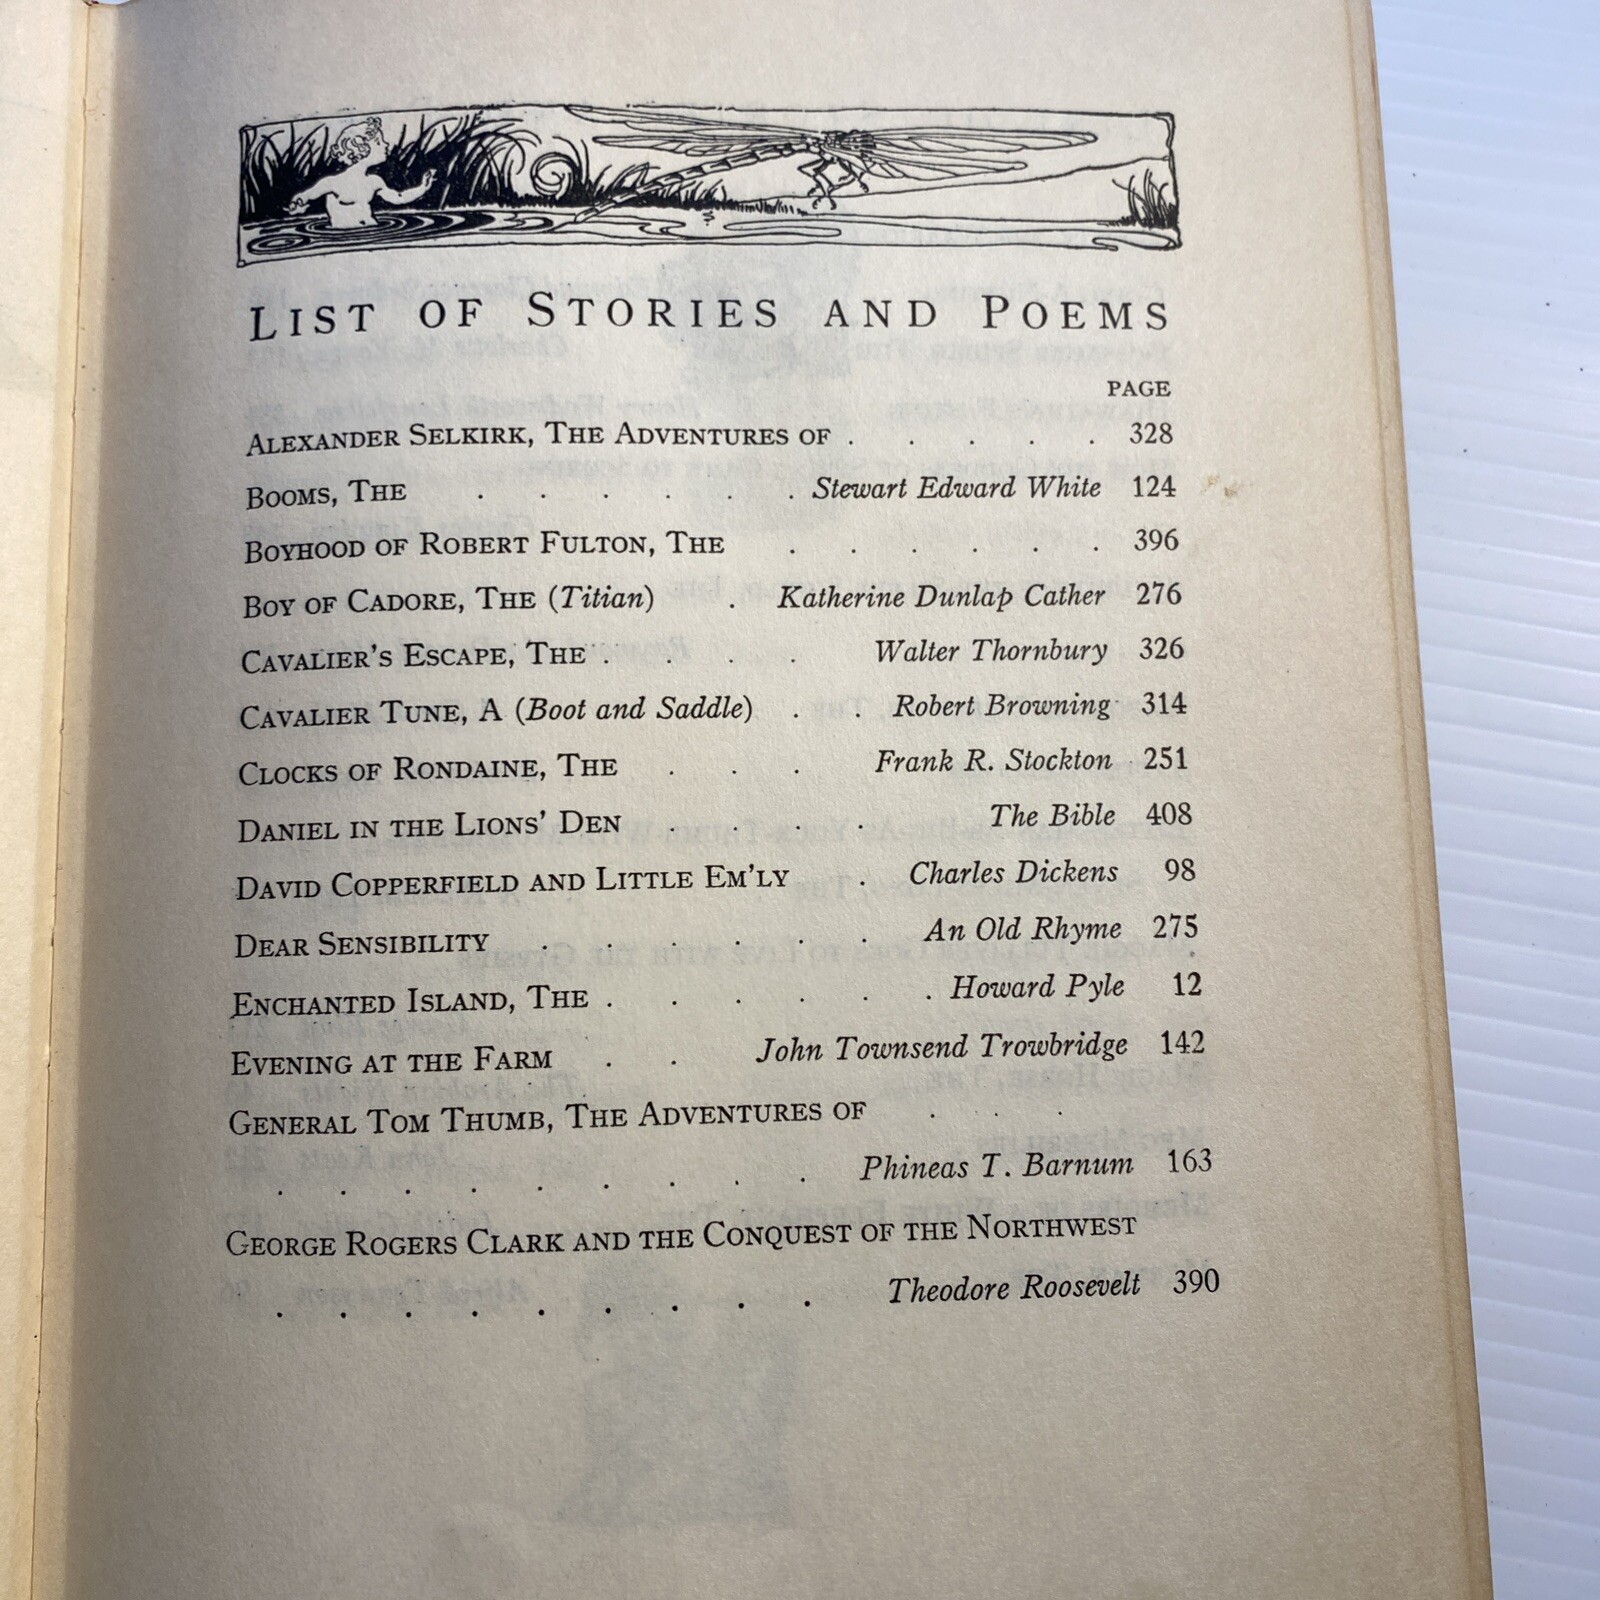 LIST OF STORIES AND POEMS
PAGE
ALEXANDER SELKIRK, THE ADVENTURES OF . . . . . 328
BOOMS, THE . . . . . . Stewart Edward White 124
BOYHOOD OF ROBERT FULTON, THE . . . . . . 396
BOY OF CADORE, THE (Titian) . Katherine Dunlap Cather 276
CAVALIER'S ESCAPE, THE . . . . Walter Thornbury 326
CAVALIER TUNE, A (Boot and Saddle) . . Robert Browning 314
CLOCKS OF RONDAINE, THE . . . Frank R. Stockton 251
DANIEL IN THE LIONS' DEN . . . . The Bible 408
DAVID COPPERFIELD AND LITTLE EM'LY . Charles Dickens 98
DEAR SENSIBILITY . . . . . . An Old Rhyme 275
ENCHANTED ISLAND, THE . . . . . . Howard Pyle 12
EVENING AT THE FARM . . John Townsend Trowbridge 142
GENERAL TOM THUMB, THE ADVENTURES OF . . .
. . . . . . . . . Phineas T. Barnum 163
GEORGE ROGERS CLARK AND THE CONQUEST OF THE NORTHWEST
. . . . . . . . . Theodore Roosevelt 390